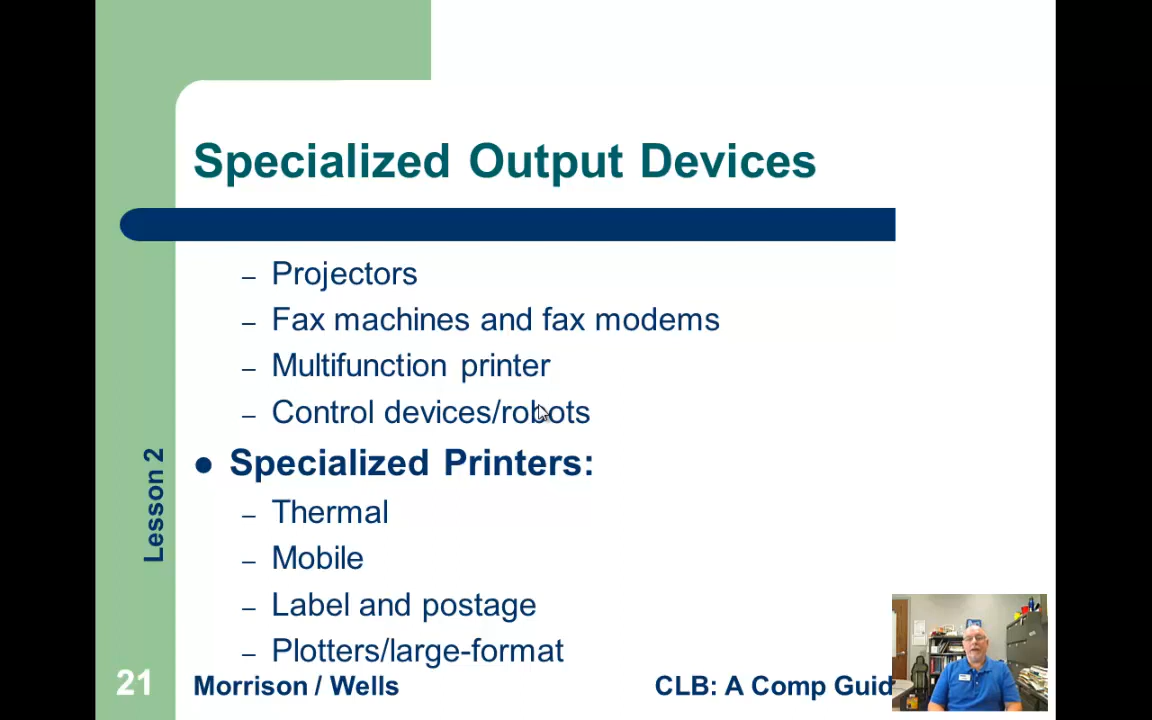 Specialized Output Devices
– Projectors
– Fax machines and fax modems
– Multifunction printer
– Control devices/robots
● Specialized Printers:
– Thermal
– Mobile
– Label and postage
– Plotters/large-format
Lesson 2
21
Morrison / Wells
CLB: A Comp Guid